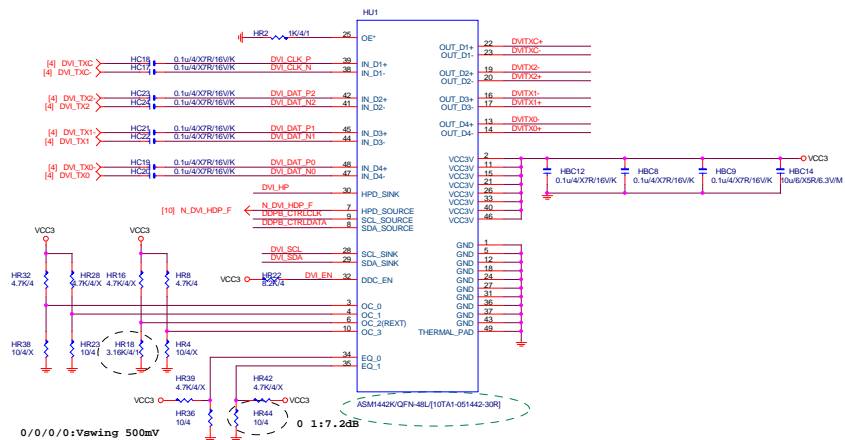 HU1
HR2 1K/4/1 25 OE*
OUT_D1+ 22 DVITXC+
OUT_D1- 23 DVITXC-
[4] DVI_TXC HC18 0.1u/4/X7R/16V/K DVI_CLK_P 39 IN_D1+
[4] DVI_TXC- HC17 0.1u/4/X7R/16V/K DVI_CLK_N 38 IN_D1-
OUT_D2+ 19 DVITX2-
OUT_D2- 20 DVITX2+
[4] DVI_TX2- HC23 0.1u/4/X7R/16V/K DVI_DAT_P2 42 IN_D2+
[4] DVI_TX2 HC24 0.1u/4/X7R/16V/K DVI_DAT_N2 41 IN_D2-
OUT_D3+ 16 DVITX1-
OUT_D3- 17 DVITX1+
[4] DVI_TX1- HC21 0.1u/4/X7R/16V/K DVI_DAT_P1 45 IN_D3+
[4] DVI_TX1 HC22 0.1u/4/X7R/16V/K DVI_DAT_N1 44 IN_D3-
OUT_D4+ 13 DVITX0-
OUT_D4- 14 DVITX0+
[4] DVI_TX0- HC19 0.1u/4/X7R/16V/K DVI_DAT_P0 48 IN_D4+
[4] DVI_TX0 HC20 0.1u/4/X7R/16V/K DVI_DAT_N0 47 IN_D4-
VCC3V 2 VCC3
VCC3V 11
VCC3V 15
VCC3V 21
VCC3V 26
VCC3V 33
VCC3V 40
VCC3V 46
HBC12 0.1u/4/X7R/16V/K
HBC8 0.1u/4/X7R/16V/K
HBC9 0.1u/4/X7R/16V/K
HBC14 10u/6/X5R/6.3V/M
DVI_HP 30 HPD_SINK
[10] N_DVI_HDP_F N_DVI_HDP_F 7 HPD_SOURCE
DDPB_CTRLCLK 9 SCL_SOURCE
DDPB_CTRLDATA 8 SDA_SOURCE
DVI_SCL 28 SCL_SINK
DVI_SDA 29 SDA_SINK
VCC3 HR22 8.2K/4 DVI_EN 32 DDC_EN
GND 1
GND 5
GND 12
GND 18
GND 24
GND 27
GND 31
GND 36
GND 37
GND 43
THERMAL_PAD 49
VCC3 VCC3
HR32 4.7K/4
HR28 4.7K/4/X
HR16 4.7K/4/X
HR8 4.7K/4
3 OC_0
4 OC_1
6 OC_2(REXT)
10 OC_3
HR38 10/4/X
HR23 10/4
HR18 3.16K/4/1
HR4 10/4/X
34 EQ_0
35 EQ_1
HR39 4.7K/4/X VCC3
HR42 4.7K/4/X VCC3
HR36 10/4
HR44 10/4
ASM1442K/QFN-48L/[10TA1-051442-30R]
0 1:7.2dB
0/0/0/0:Vswing 500mV